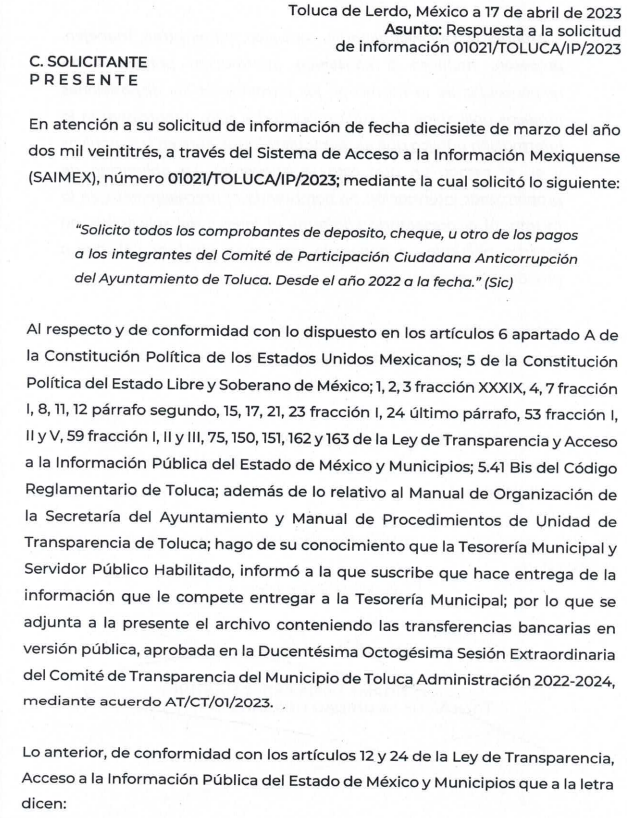 Toluca de Lerdo, México a 17 de abril de 2023
Asunto: Respuesta a la solicitud
de información 01021/TOLUCA/IP/2023
C. SOLICITANTE
P R E S E N T E
En atención a su solicitud de información de fecha diecisiete de marzo del año
dos mil veintitrés, a través del Sistema de Acceso a la Información Mexiquense
(SAIMEX), número 01021/TOLUCA/IP/2023; mediante la cual solicitó lo siguiente:
“Solicito todos los comprobantes de deposito, cheque, u otro de los pagos
a los integrantes del Comité de Participación Ciudadana Anticorrupción
del Ayuntamiento de Toluca. Desde el año 2022 a la fecha.” (Sic)
Al respecto y de conformidad con lo dispuesto en los artículos 6 apartado A de
la Constitución Política de los Estados Unidos Mexicanos; 5 de la Constitución
Política del Estado Libre y Soberano de México; 1, 2, 3 fracción XXXIX, 4, 7 fracción
I, 8, 11, 12 párrafo segundo, 15, 17, 21, 23 fracción I, 24 último párrafo, 53 fracción I,
II y V, 59 fracción I, II y III, 75, 150, 151, 162 y 163 de la Ley de Transparencia y Acceso
a la Información Pública del Estado de México y Municipios; 5.41 Bis del Código
Reglamentario de Toluca; además de lo relativo al Manual de Organización de
la Secretaría del Ayuntamiento y Manual de Procedimientos de Unidad de
Transparencia de Toluca; hago de su conocimiento que la Tesorería Municipal y
Servidor Público Habilitado, informó a la que suscribe que hace entrega de la
información que le compete entregar a la Tesorería Municipal; por lo que se
adjunta a la presente el archivo conteniendo las transferencias bancarias en
versión pública, aprobada en la Ducentésima Octogésima Sesión Extraordinaria
del Comité de Transparencia del Municipio de Toluca Administración 2022-2024,
mediante acuerdo AT/CT/01/2023.
Lo anterior, de conformidad con los artículos 12 y 24 de la Ley de Transparencia,
Acceso a la Información Pública del Estado de México y Municipios que a la letra
dicen: